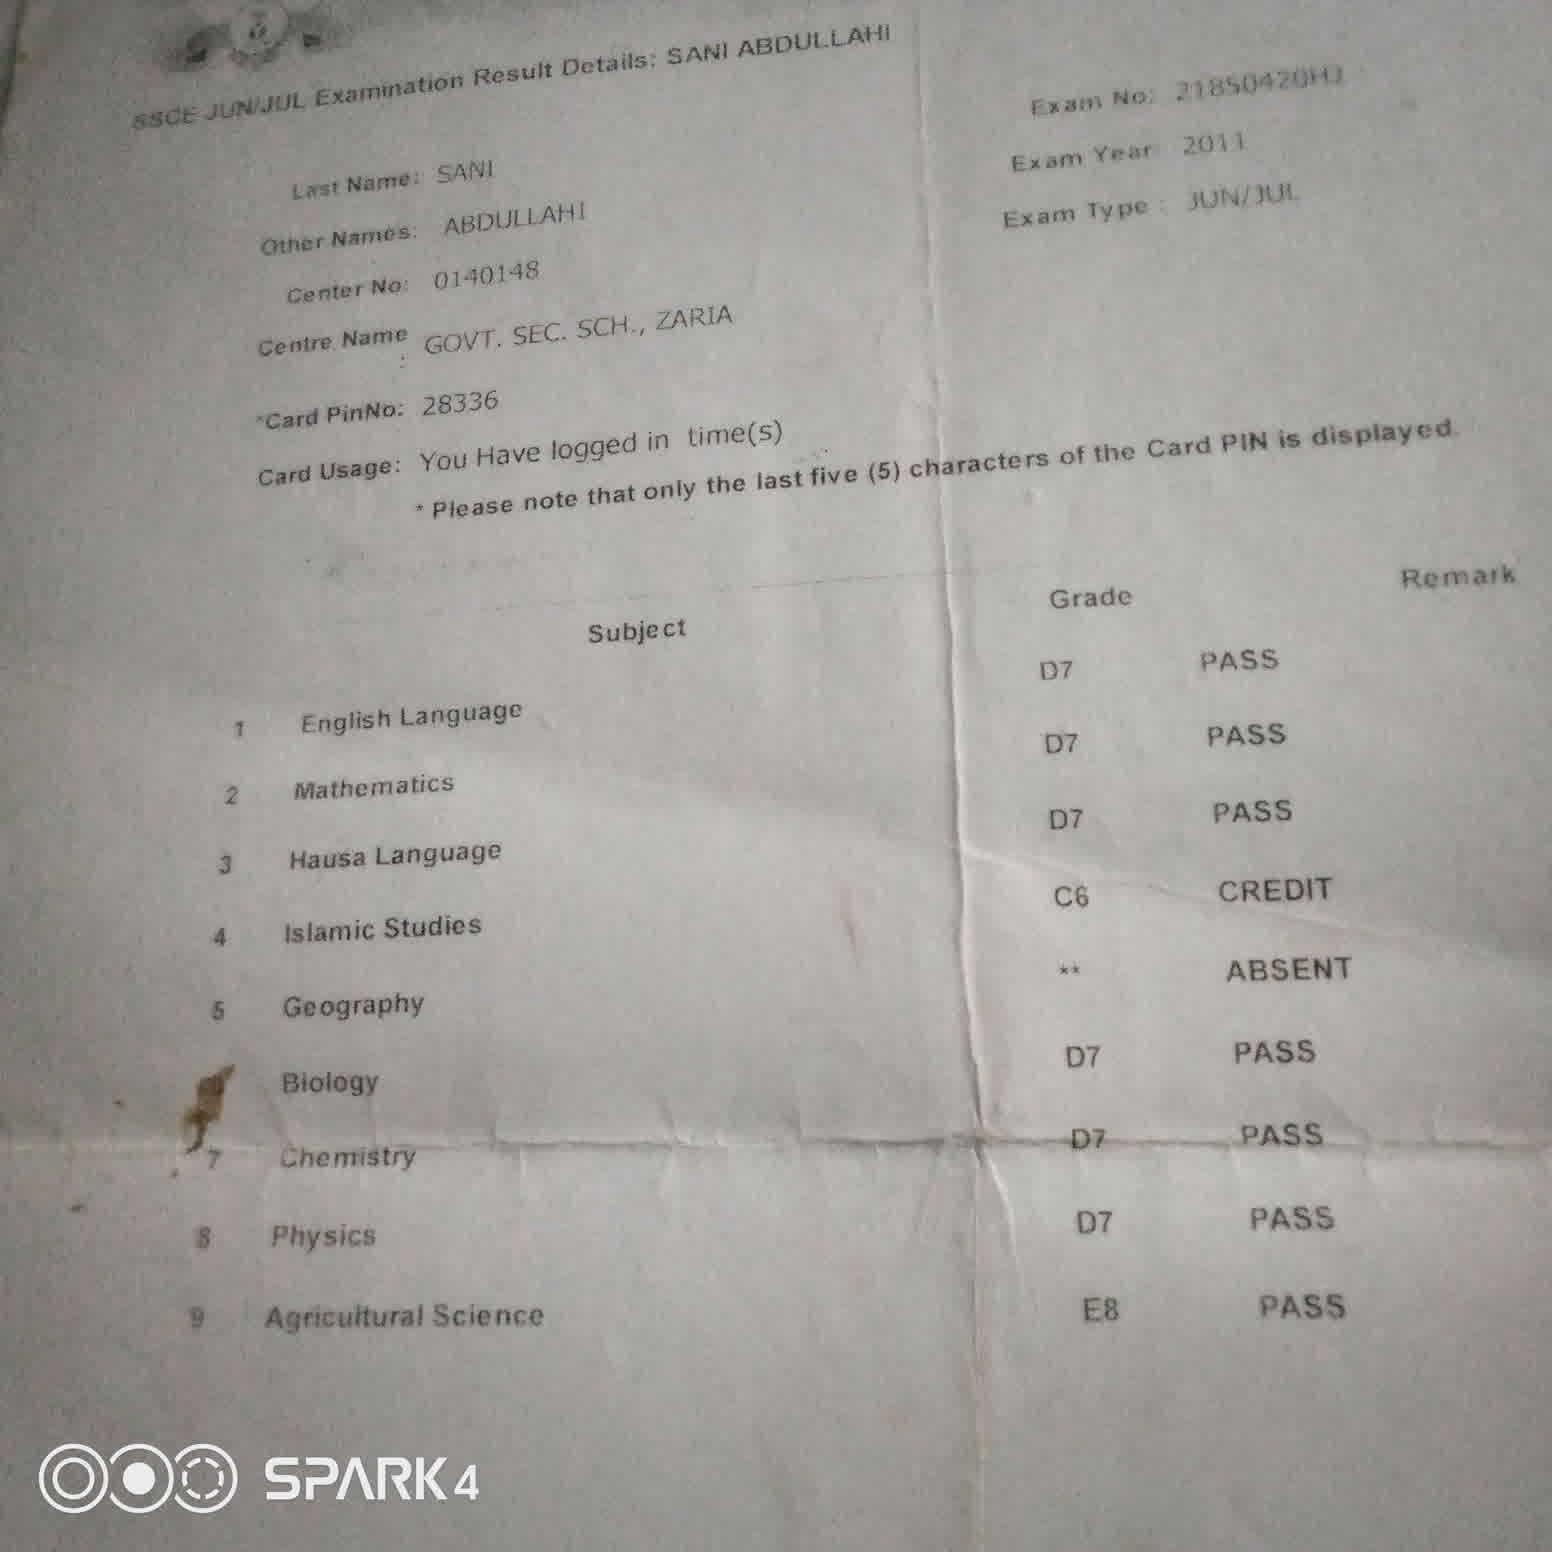 SSCE JUN/JUL Examination Result Details: SANI ABDULLAHI
Exam No: 21850420HJ
Last Name: SANI
Exam Year 2011
Other Names: ABDULLAHI
Exam Type : JUN/JUL
Center No: 0140148
Centre Name : GOVT. SEC. SCH., ZARIA
*Card PinNo: 28336
Card Usage: You Have logged in time(s)
* Please note that only the last five (5) characters of the Card PIN is displayed.
Subject Grade Remark
1 English Language D7 PASS
2 Mathematics D7 PASS
3 Hausa Language D7 PASS
4 Islamic Studies C6 CREDIT
5 Geography ** ABSENT
Biology D7 PASS
7 Chemistry D7 PASS
8 Physics D7 PASS
9 Agricultural Science E8 PASS
SPARK 4